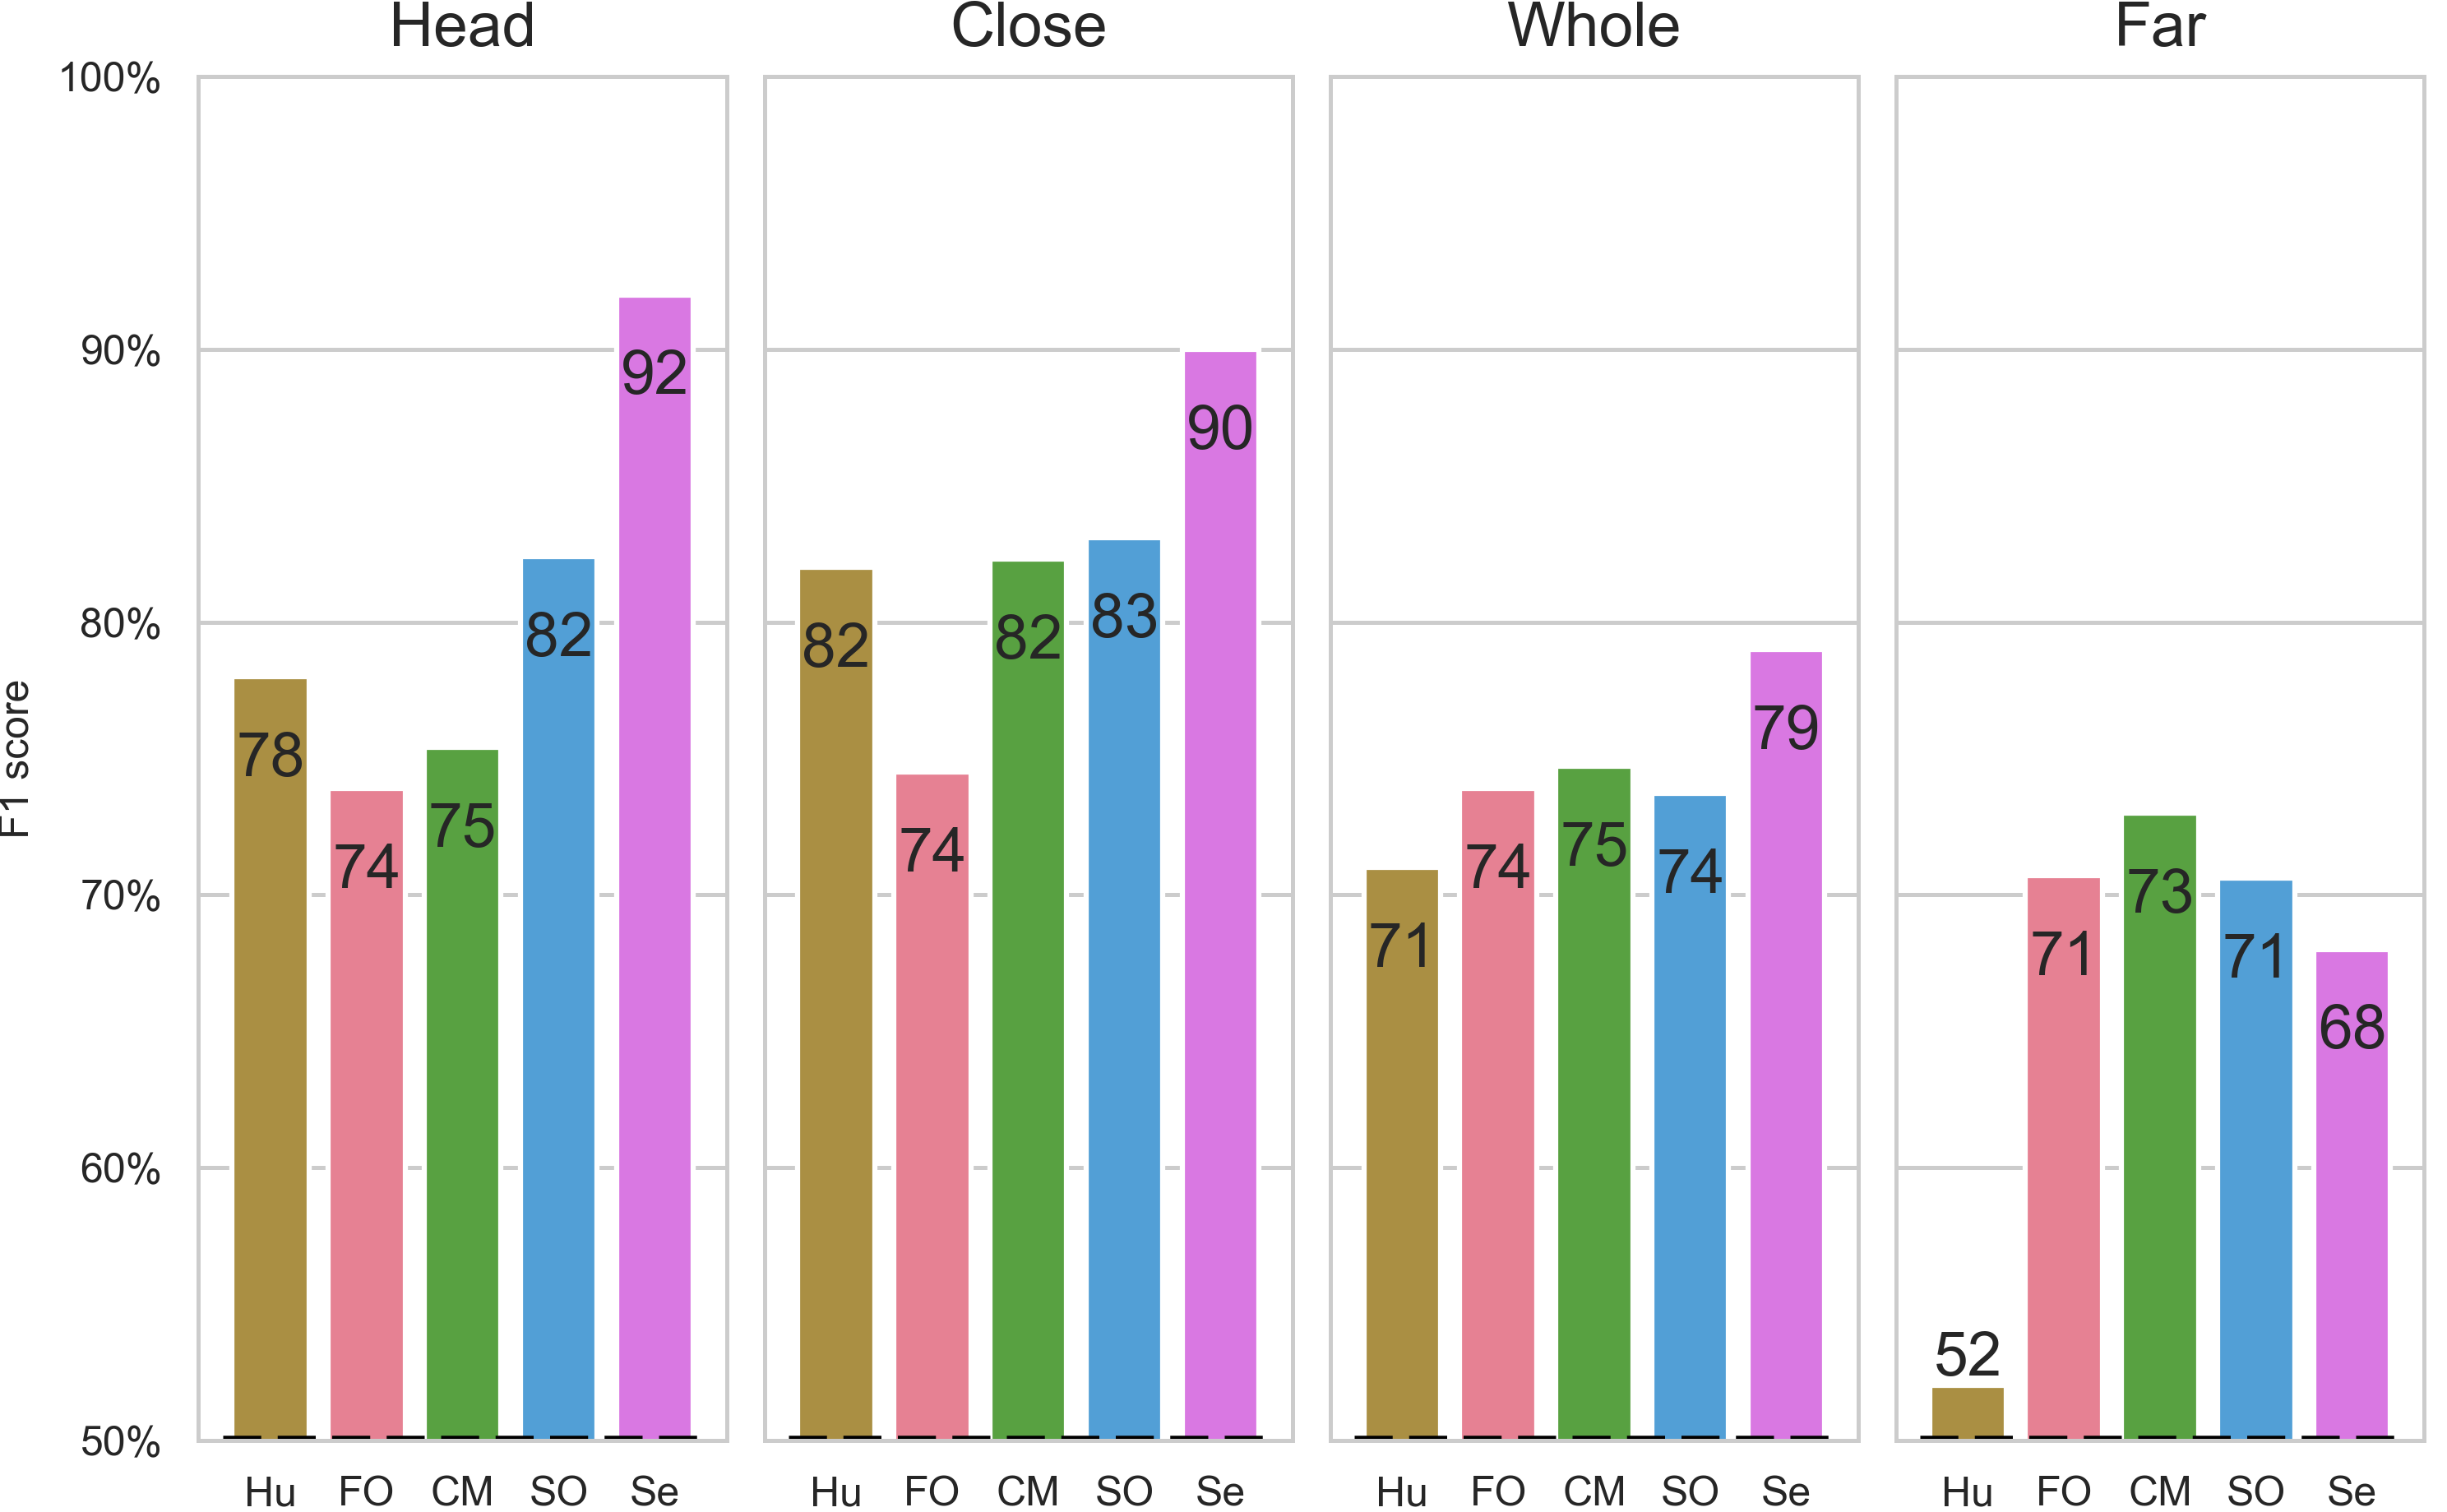 Head Close Whole Far
100%
90%
80%
70%
60%
50%
F1 score
78 74 75 82 92
82 74 82 83 90
71 74 75 74 79
52 71 73 71 68
Hu FO CM SO Se
Hu FO CM SO Se
Hu FO CM SO Se
Hu FO CM SO Se